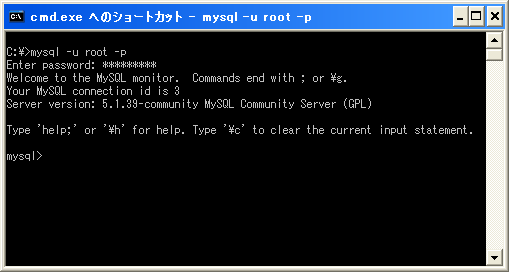 cmd.exe へのショートカット - mysql -u root -p
C:¥>mysql -u root -p
Enter password: *********
Welcome to the MySQL monitor.  Commands end with ; or ¥g.
Your MySQL connection id is 3
Server version: 5.1.39-community MySQL Community Server (GPL)
Type 'help;' or '¥h' for help. Type '¥c' to clear the current input statement.
mysql>